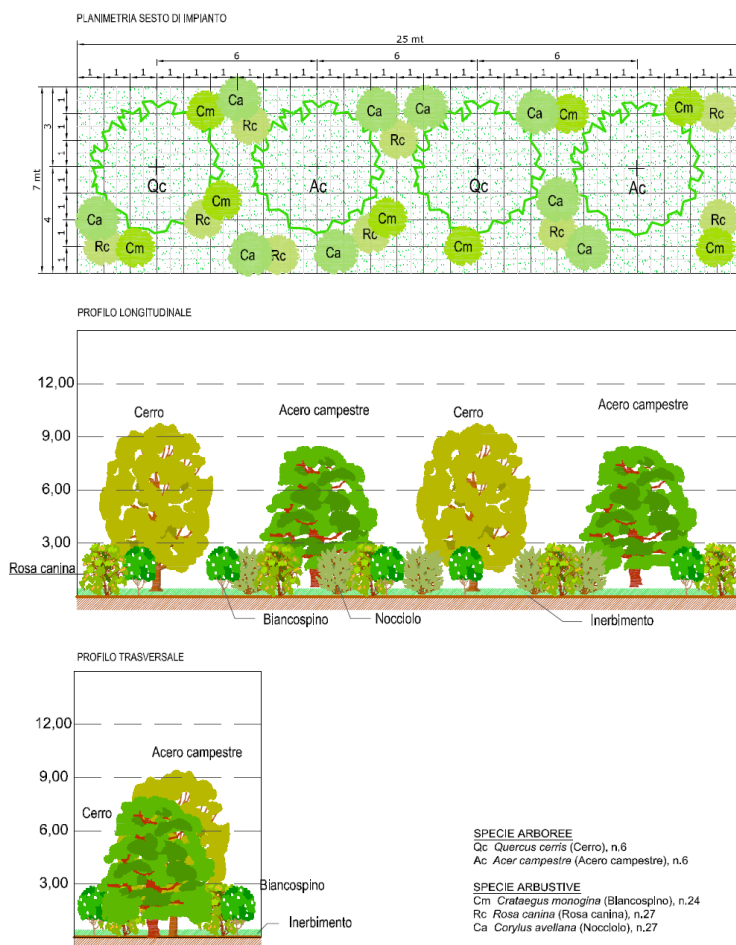 PLANIMETRIA SESTO DI IMPIANTO
25 mt
6 6 6
1 1 1 1 1 1 1 1 1 1 1 1 1 1 1 1 1 1 1 1 1 1 1 1 1
7 mt
3
4
1
1
1
1
1
Cm Ca Rc Ca Rc Ca Ca Cm Cm Rc
Qc Ac Qc Ac
Ca Rc Cm Rc Cm Ca Rc Ca Rc Cm Cm Ca Rc Ca Rc Cm
PROFILO LONGITUDINALE
12,00
Cerro Acero campestre Cerro Acero campestre
9,00
6,00
3,00
Rosa canina
Biancospino Nocciolo Inerbimento
PROFILO TRASVERSALE
12,00
Acero campestre
9,00
Cerro
6,00
3,00
Biancospino
Inerbimento
SPECIE ARBOREE
Qc Quercus cerris (Cerro), n.6
Ac Acer campestre (Acero campestre), n.6
SPECIE ARBUSTIVE
Cm Crataegus monogina (Biancospino), n.24
Rc Rosa canina (Rosa canina), n.27
Ca Corylus avellana (Nocciolo), n.27